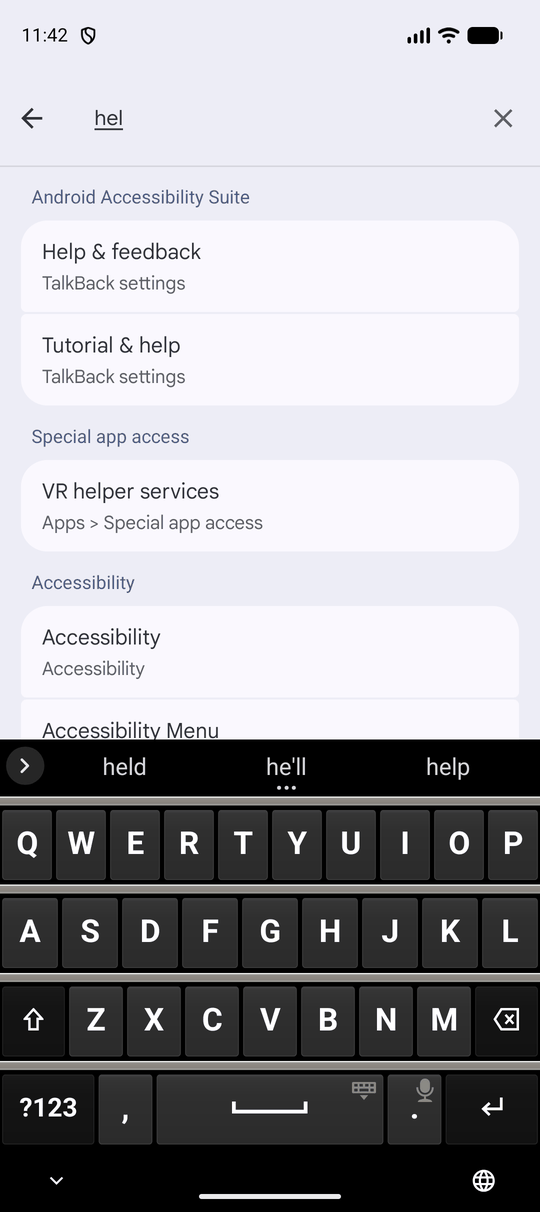 11:42
hel
Android Accessibility Suite
Help & feedback
TalkBack settings
Tutorial & help
TalkBack settings
Special app access
VR helper services
Apps > Special app access
Accessibility
Accessibility
Accessibility
Accessibility Menu
held he'll help
Q W E R T Y U I O P
A S D F G H J K L
Z X C V B N M
?123 , .